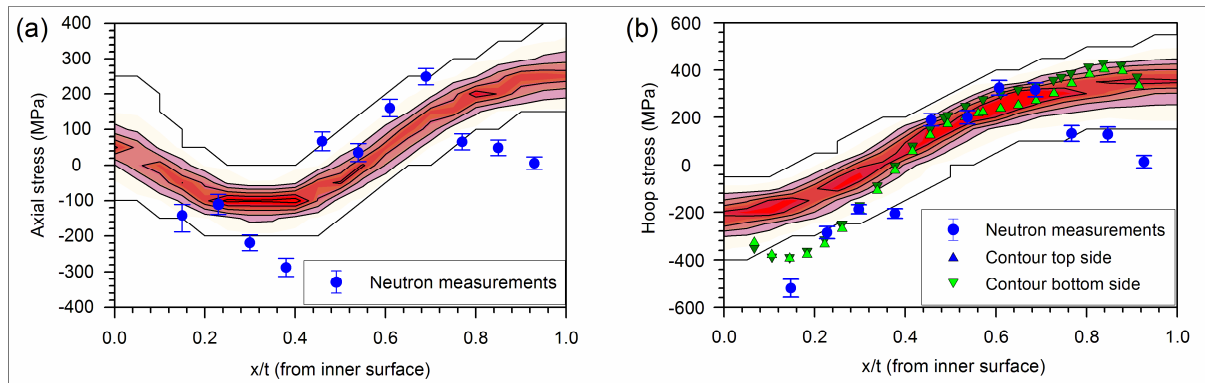 (a)
Axial stress (MPa)
400
300
200
100
0
-100
-200
-300
-400
0.0 0.2 0.4 0.6 0.8 1.0
x/t (from inner surface)
Neutron measurements
(b)
Hoop stress (MPa)
600
400
200
0
-200
-400
-600
0.0 0.2 0.4 0.6 0.8 1.0
x/t (from inner surface)
Neutron measurements
Contour top side
Contour bottom side